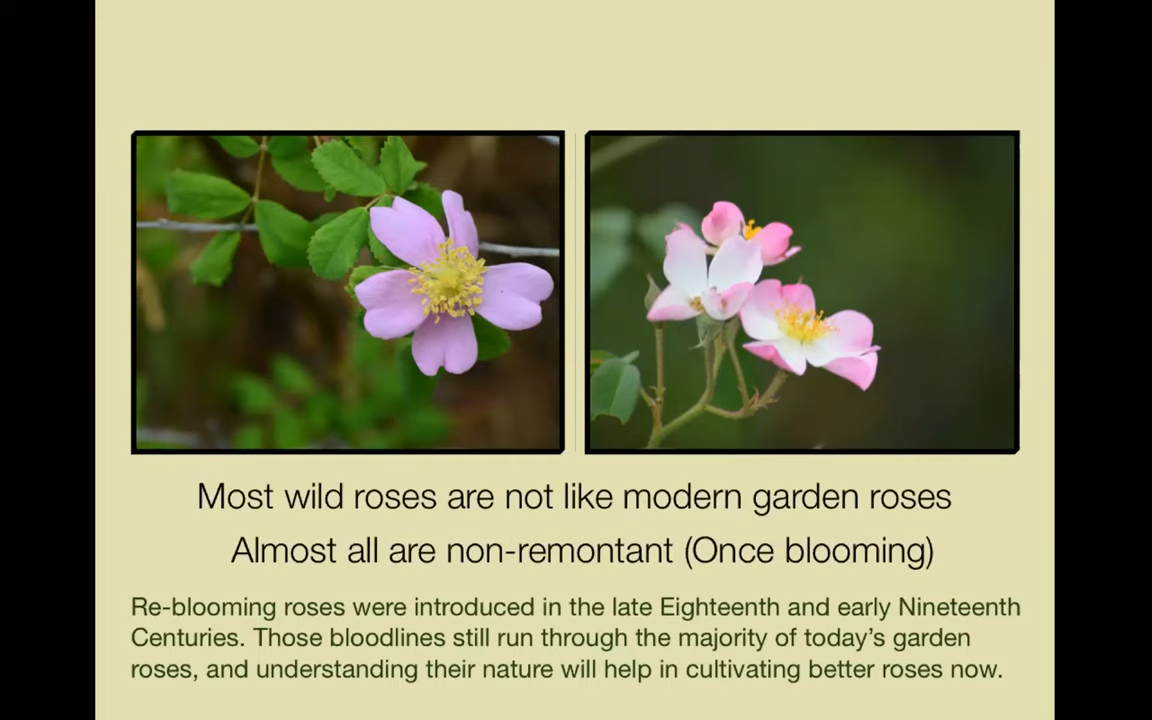 Most wild roses are not like modern garden roses
Almost all are non-remontant (Once blooming)
Re-blooming roses were introduced in the late Eighteenth and early Nineteenth
Centuries. Those bloodlines still run through the majority of today’s garden
roses, and understanding their nature will help in cultivating better roses now.